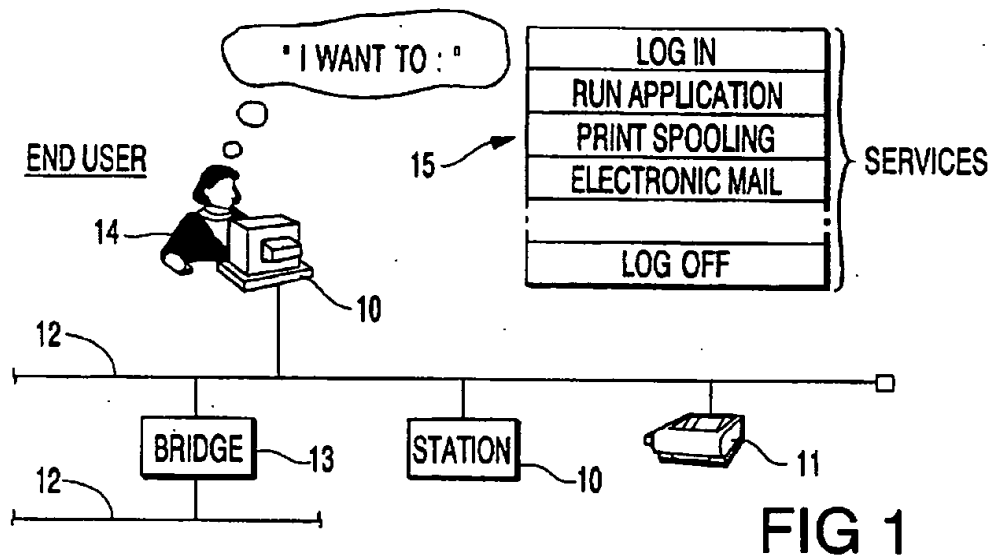 " I WANT TO : "
LOG IN
RUN APPLICATION
PRINT SPOOLING
ELECTRONIC MAIL
LOG OFF
15
SERVICES
END USER
14
10
12
BRIDGE
13
STATION
10
11
12
FIG 1